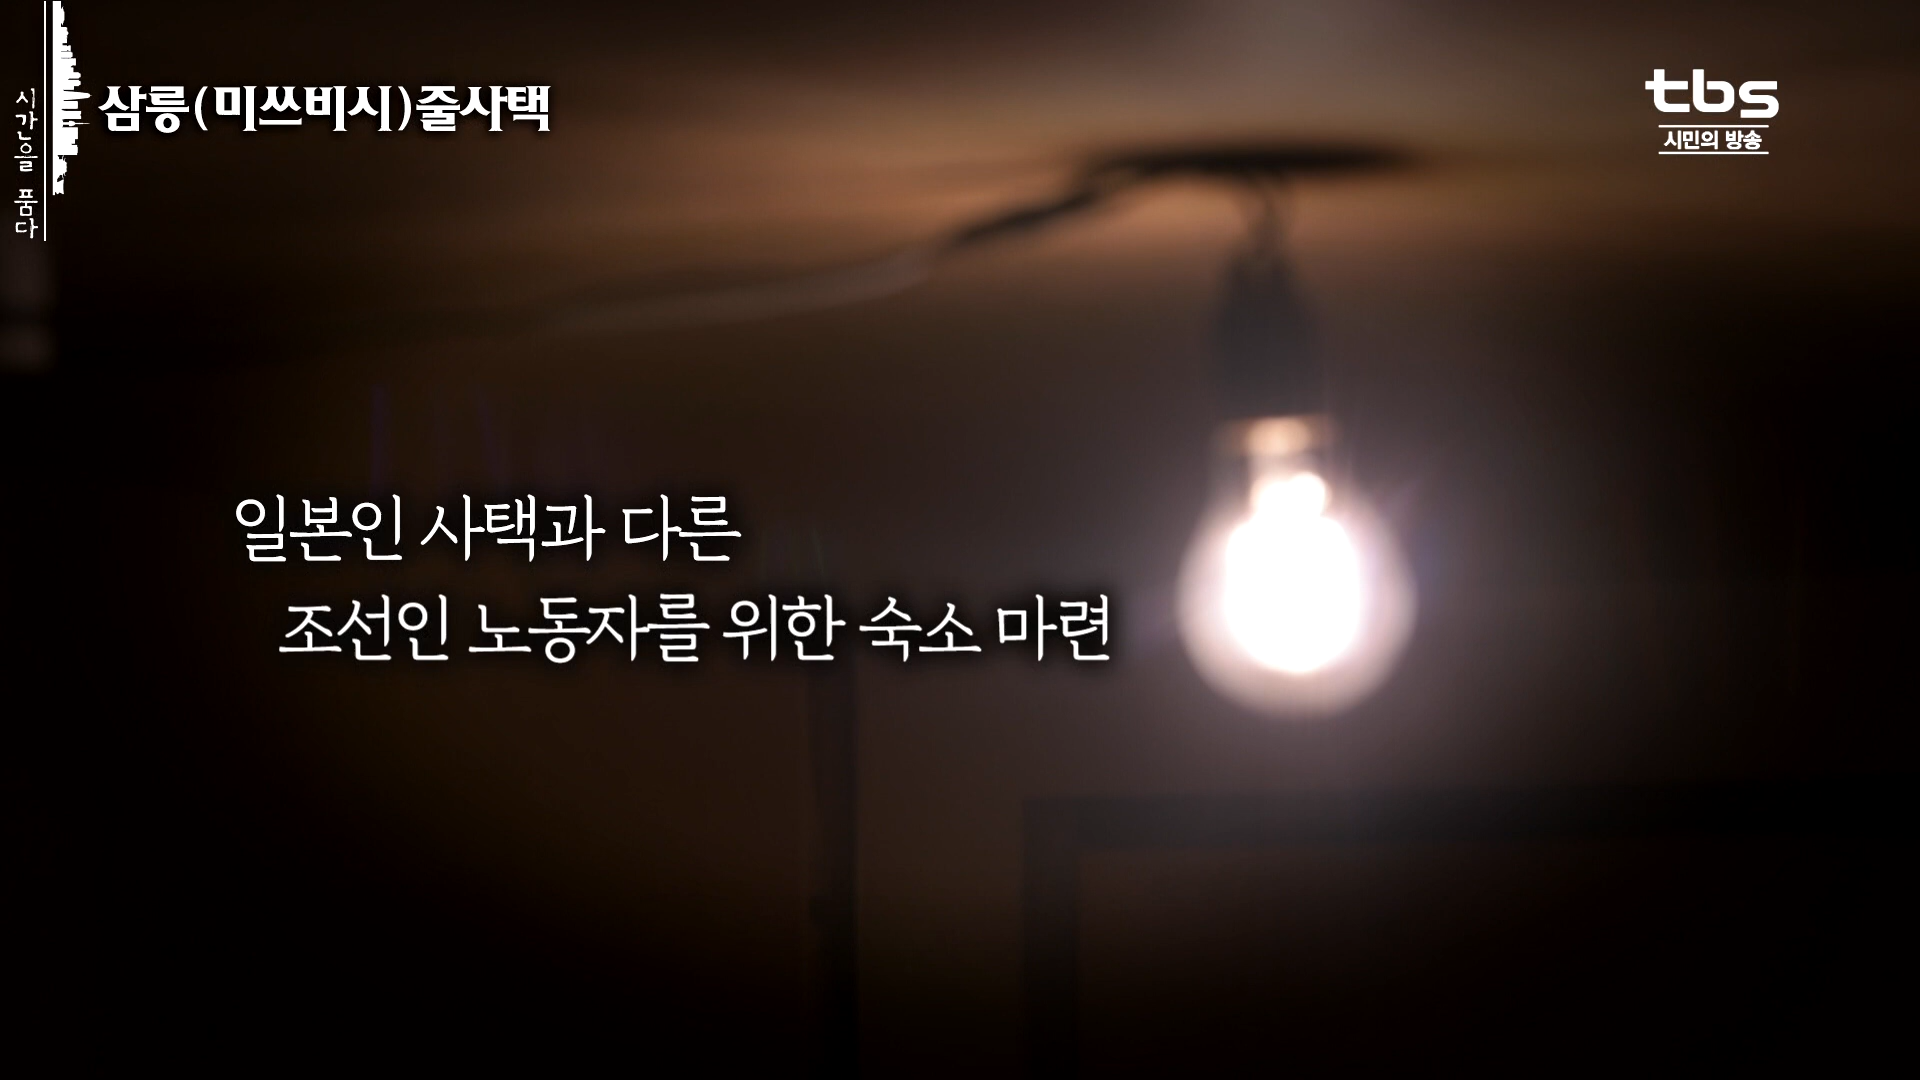 시간을 품다
삼릉(미쓰비시)줄사택
tbs
시민의 방송
일본인 사택과 다른
조선인 노동자를 위한 숙소 마련